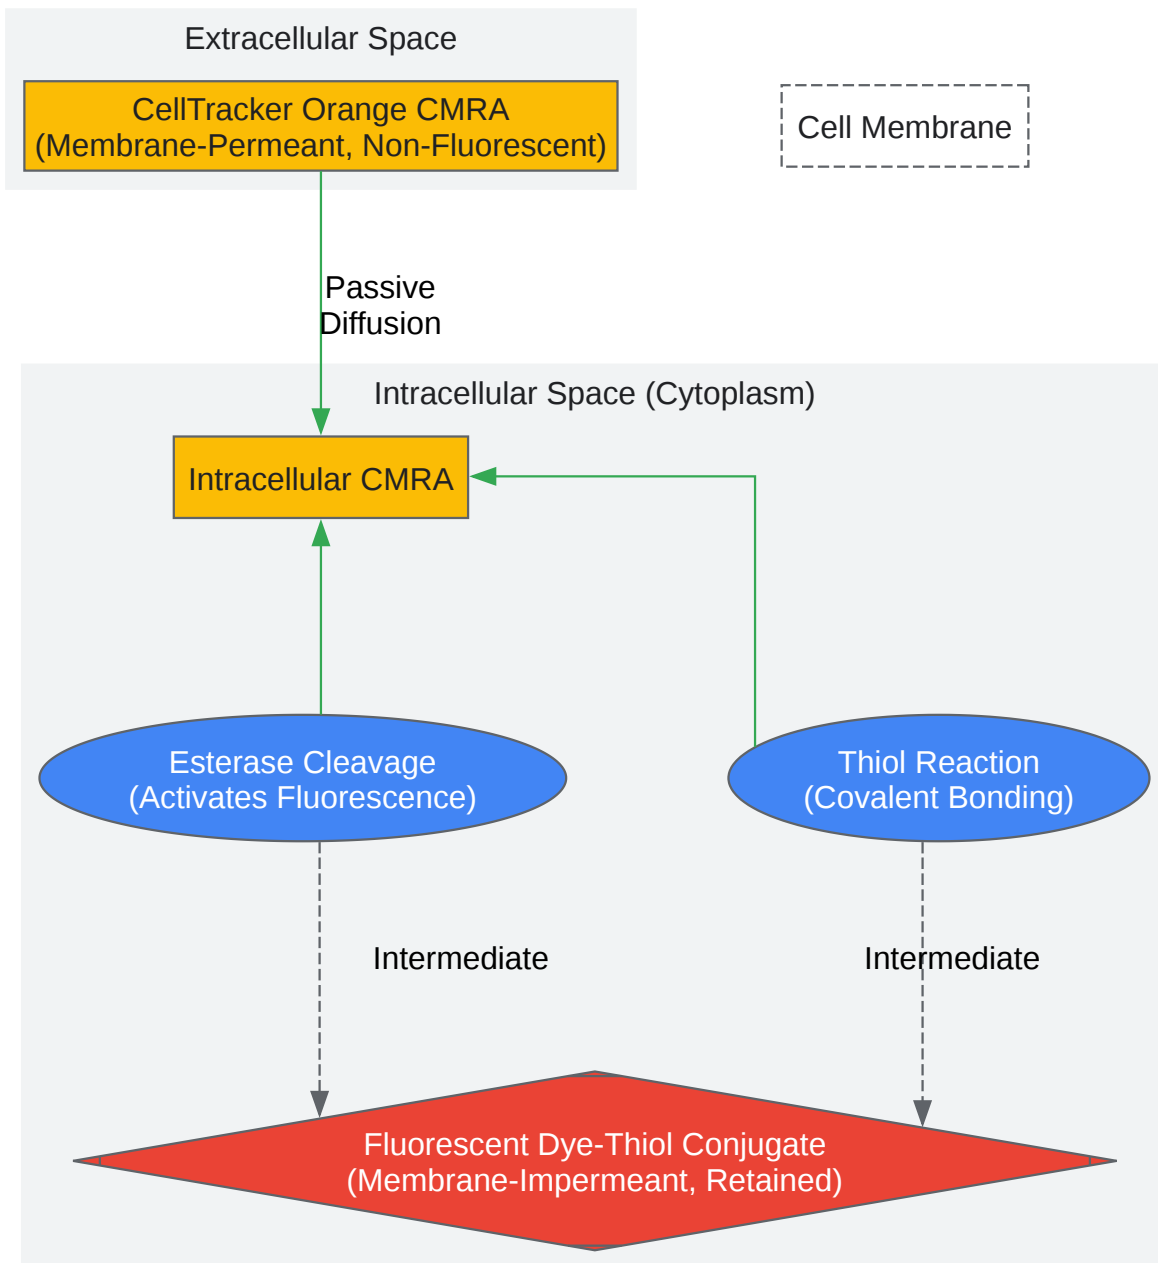 Extracellular Space
CellTracker Orange CMRA
(Membrane-Permeant, Non-Fluorescent)
Cell Membrane
Passive
Diffusion
Intracellular Space (Cytoplasm)
Intracellular CMRA
Esterase Cleavage
(Activates Fluorescence)
Thiol Reaction
(Covalent Bonding)
Intermediate
Intermediate
Fluorescent Dye-Thiol Conjugate
(Membrane-Impermeant, Retained)